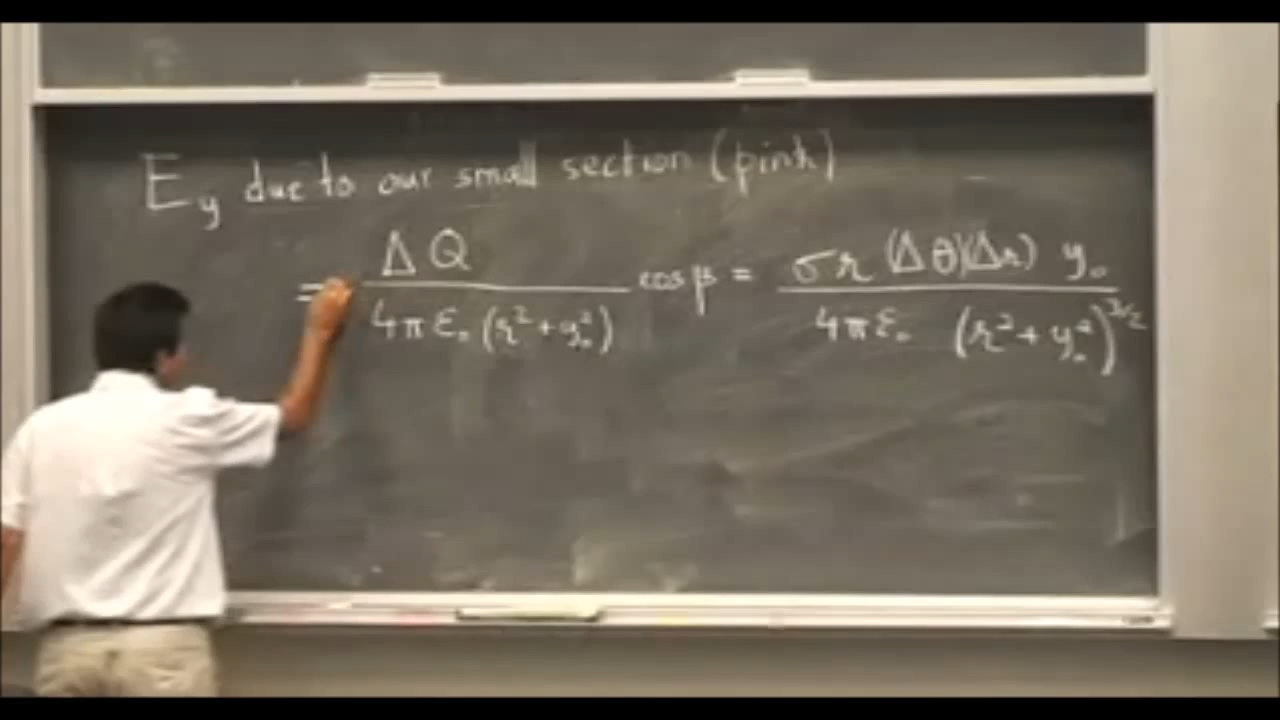 E_y due to our small section (pink)
= ΔQ / 4πε₀ (r² + y₀²) cos β = σ r (Δθ)(Δr) y₀ / 4πε₀ (r² + y₀²)^3/2